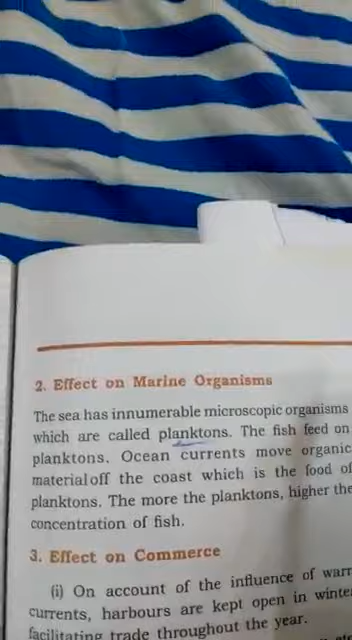 2. Effect on Marine Organisms
The sea has innumerable microscopic organisms
which are called planktons. The fish feed on
planktons. Ocean currents move organic
material off the coast which is the food of
planktons. The more the planktons, higher the
concentration of fish.
3. Effect on Commerce
(i) On account of the influence of warm
currents, harbours are kept open in winter
facilitating trade throughout the year.